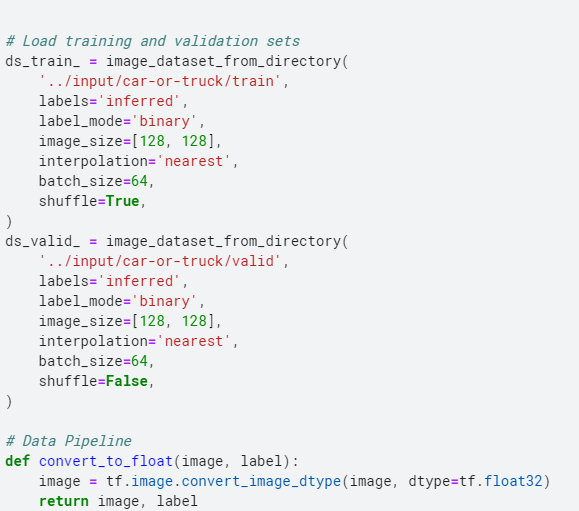 # Load training and validation sets
ds_train_ = image_dataset_from_directory(
    '../input/car-or-truck/train',
    labels='inferred',
    label_mode='binary',
    image_size=[128, 128],
    interpolation='nearest',
    batch_size=64,
    shuffle=True,
)
ds_valid_ = image_dataset_from_directory(
    '../input/car-or-truck/valid',
    labels='inferred',
    label_mode='binary',
    image_size=[128, 128],
    interpolation='nearest',
    batch_size=64,
    shuffle=False,
)

# Data Pipeline
def convert_to_float(image, label):
    image = tf.image.convert_image_dtype(image, dtype=tf.float32)
    return image, label